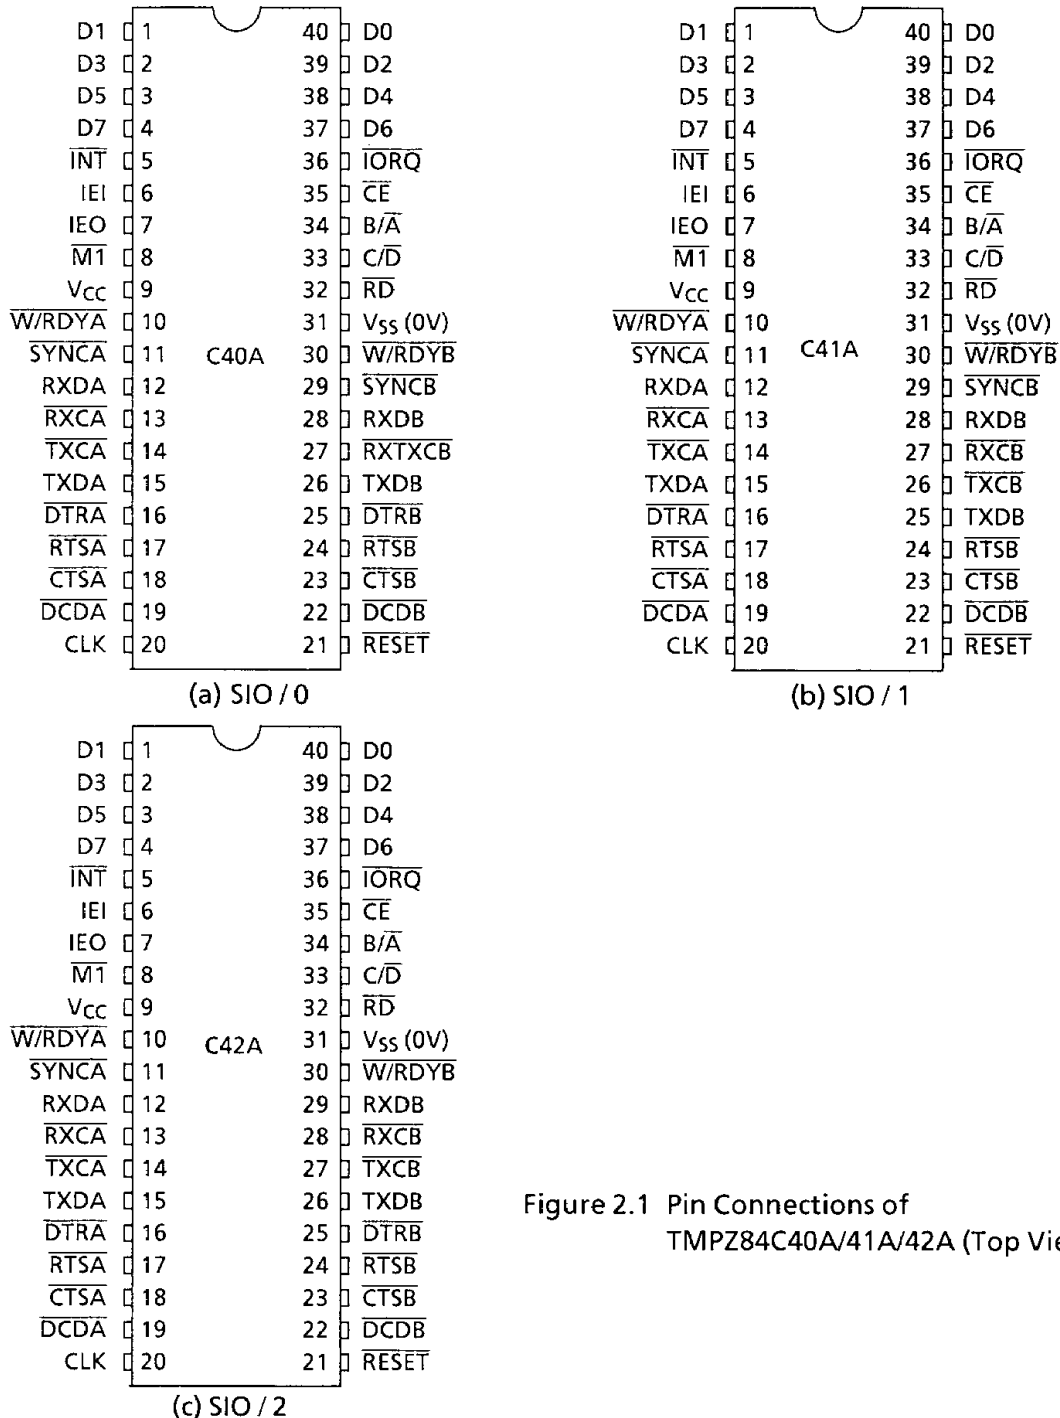 D1 1 40 D0
D3 2 39 D2
D5 3 38 D4
D7 4 37 D6
INT 5 36 IORQ
IEI 6 35 CE
IEO 7 34 B/A
M1 8 33 C/D
VCC 9 32 RD
W/RDYA 10 31 VSS (0V)
SYNCA 11 C40A 30 W/RDYB
RXDA 12 29 SYNCB
RXCA 13 28 RXDB
TXCA 14 27 RXTXCB
TXDA 15 26 TXDB
DTRA 16 25 DTRB
RTSA 17 24 RTSB
CTSA 18 23 CTSB
DCDA 19 22 DCDB
CLK 20 21 RESET
(a) SIO / 0
D1 1 40 D0
D3 2 39 D2
D5 3 38 D4
D7 4 37 D6
INT 5 36 IORQ
IEI 6 35 CE
IEO 7 34 B/A
M1 8 33 C/D
VCC 9 32 RD
W/RDYA 10 31 VSS (0V)
SYNCA 11 C41A 30 W/RDYB
RXDA 12 29 SYNCB
RXCA 13 28 RXDB
TXCA 14 27 RXCB
TXDA 15 26 TXCB
DTRA 16 25 TXDB
RTSA 17 24 RTSB
CTSA 18 23 CTSB
DCDA 19 22 DCDB
CLK 20 21 RESET
(b) SIO / 1
D1 1 40 D0
D3 2 39 D2
D5 3 38 D4
D7 4 37 D6
INT 5 36 IORQ
IEI 6 35 CE
IEO 7 34 B/A
M1 8 33 C/D
VCC 9 32 RD
W/RDYA 10 C42A 31 VSS (0V)
SYNCA 11 30 W/RDYB
RXDA 12 29 RXDB
RXCA 13 28 RXCB
TXCA 14 27 TXCB
TXDA 15 26 TXDB
DTRA 16 25 DTRB
RTSA 17 24 RTSB
CTSA 18 23 CTSB
DCDA 19 22 DCDB
CLK 20 21 RESET
(c) SIO / 2
Figure 2.1 Pin Connections of
TMPZ84C40A/41A/42A (Top Vie